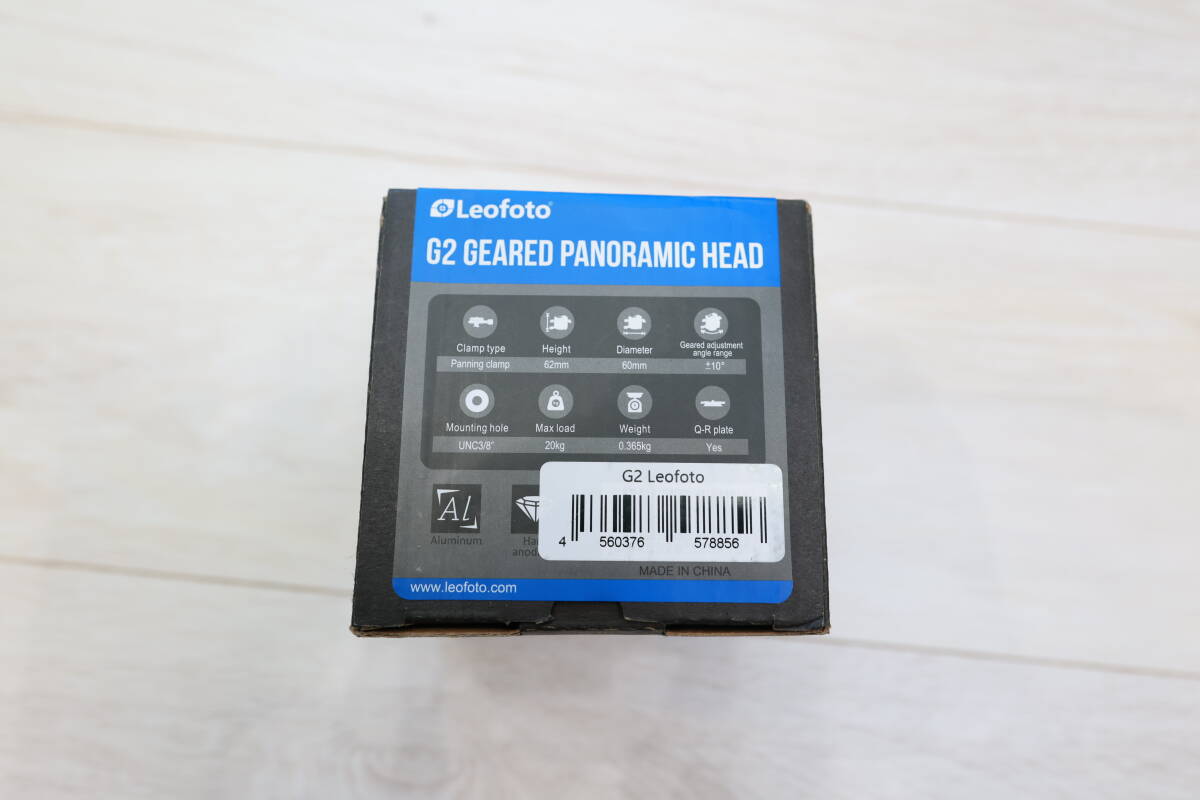 Leofoto
G2 GEARED PANORAMIC HEAD
Clamp type
Panning clamp
Height
62mm
Diameter
60mm
Geared adjustment
angle range
±10°
Mounting hole
UNC3/8"
Max load
20kg
Weight
0.365kg
Q-R plate
Yes
Al
Aluminum
G2 Leofoto
4 560376 578856
MADE IN CHINA
www.leofoto.com